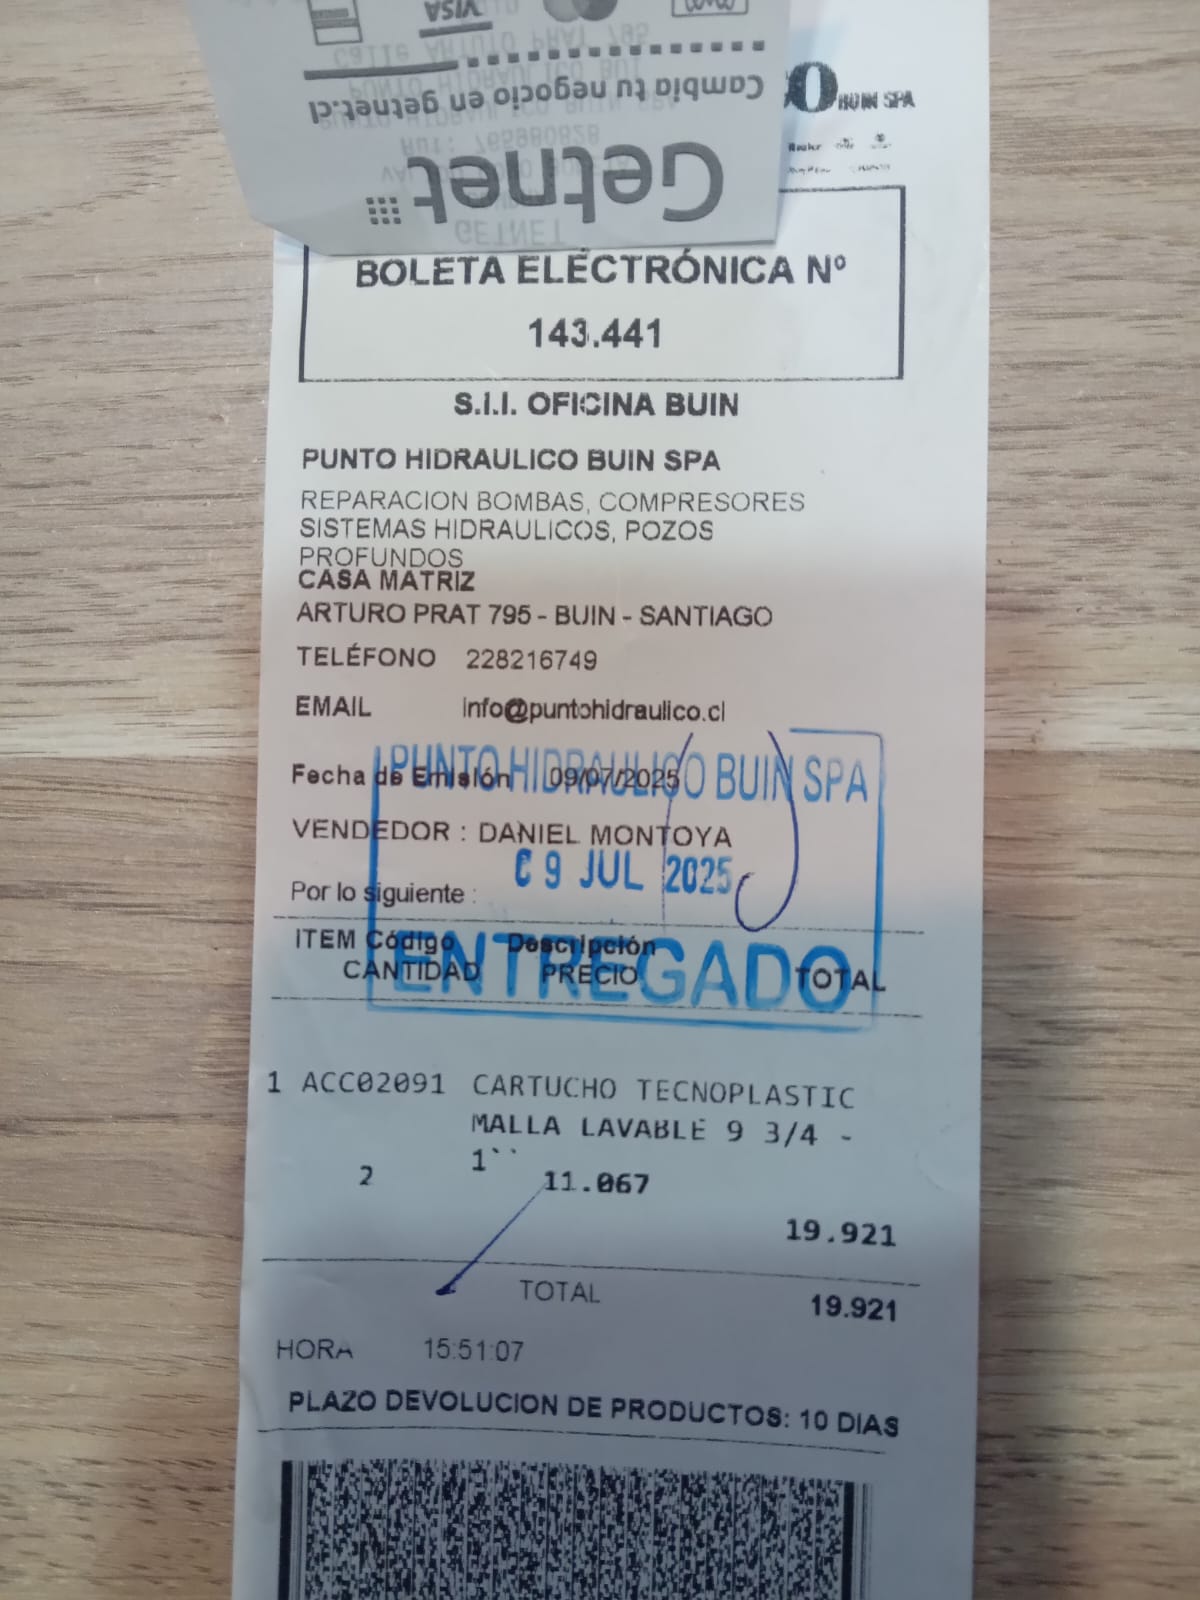 VISA
Cambia tu negocio en getnet.cl
Getnet
BUIN SPA
BOLETA ELECTRÓNICA Nº
143.441
S.I.I. OFICINA BUIN
PUNTO HIDRAULICO BUIN SPA
REPARACION BOMBAS, COMPRESORES
SISTEMAS HIDRAULICOS, POZOS
PROFUNDOS
CASA MATRIZ
ARTURO PRAT 795 - BUIN - SANTIAGO
TELÉFONO 228216749
EMAIL info@puntohidraulico.cl
PUNTO HIDRAULICO BUIN SPA
Fecha de Emisión 09/07/2025
VENDEDOR : DANIEL MONTOYA
09 JUL 2025
Por lo siguiente :
ITEM Código Descripción
ENTREGADO
CANTIDAD PRECIO TOTAL
1 ACC02091 CARTUCHO TECNOPLASTIC
MALLA LAVABLE 9 3/4 -
1``
2 11.067
19.921
TOTAL 19.921
HORA 15:51:07
PLAZO DEVOLUCION DE PRODUCTOS: 10 DIAS